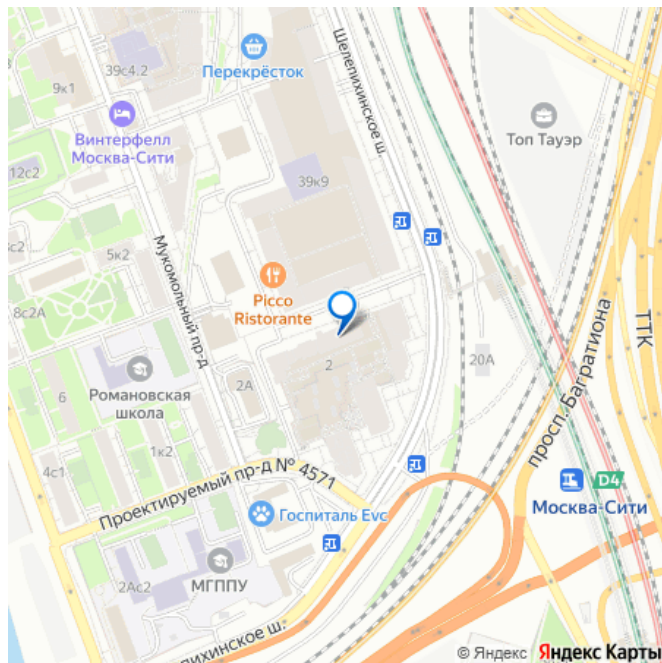 39с4.2
9к1
Перекрёсток
Шелепихинское ш.
Винтерфелл
Москва-Сити
Топ Тауэр
12с2
39к9
5к2
Мукомольный пр-д
Picco
Ristorante
8с2А
ТТК
просп. Багратиона
20А
2
2А
Романовская
школа
6
1к2
4с1
Проектируемый пр-д № 4571
D4
Москва-Сити
Госпиталь Evc
МГППУ
2Ас2
© Яндекс Яндекс Карты